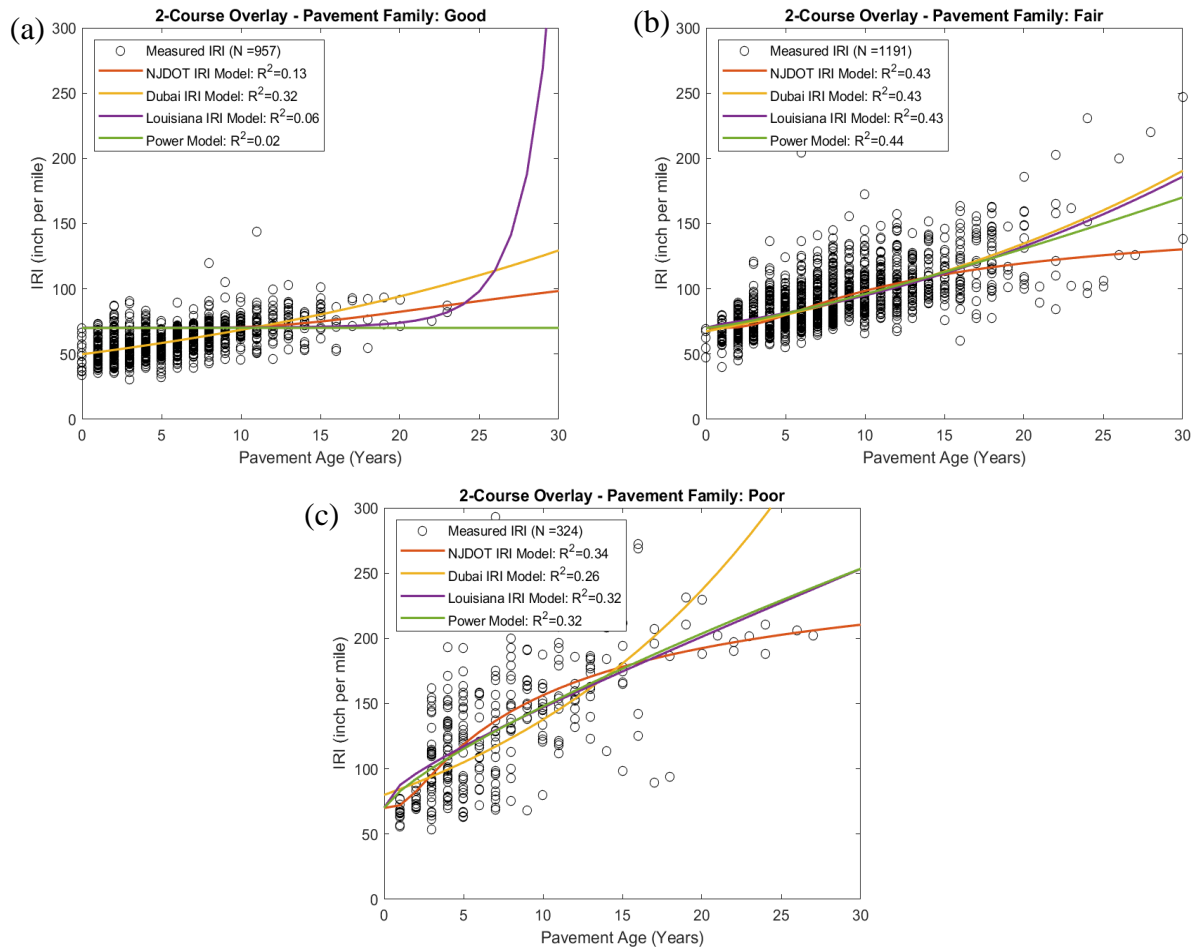 (a)
2-Course Overlay - Pavement Family: Good
Measured IRI (N =957)
NJDOT IRI Model: R²=0.13
Dubai IRI Model: R²=0.32
Louisiana IRI Model: R²=0.06
Power Model: R²=0.02
IRI (inch per mile)
300
250
200
150
100
50
0
0 5 10 15 20 25 30
Pavement Age (Years)
(b)
2-Course Overlay - Pavement Family: Fair
Measured IRI (N =1191)
NJDOT IRI Model: R²=0.43
Dubai IRI Model: R²=0.43
Louisiana IRI Model: R²=0.43
Power Model: R²=0.44
IRI (inch per mile)
300
250
200
150
100
50
0
0 5 10 15 20 25 30
Pavement Age (Years)
(c)
2-Course Overlay - Pavement Family: Poor
Measured IRI (N =324)
NJDOT IRI Model: R²=0.34
Dubai IRI Model: R²=0.26
Louisiana IRI Model: R²=0.32
Power Model: R²=0.32
IRI (inch per mile)
300
250
200
150
100
50
0
0 5 10 15 20 25 30
Pavement Age (Years)